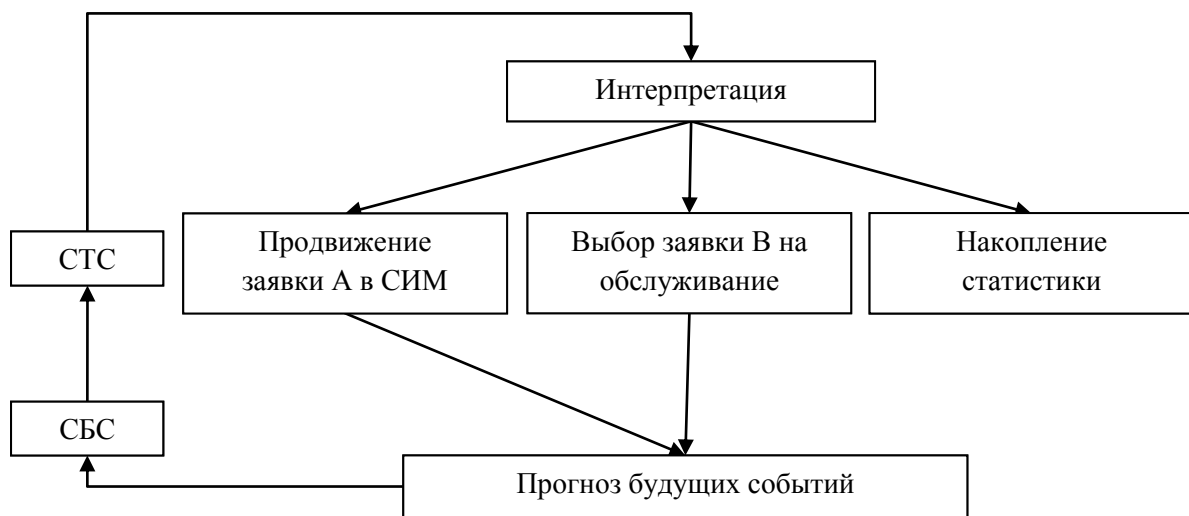 Интерпретация
Продвижение
заявки А в СИМ
Выбор заявки В на
обслуживание
Накопление
статистики
СТС
СБС
Прогноз будущих событий